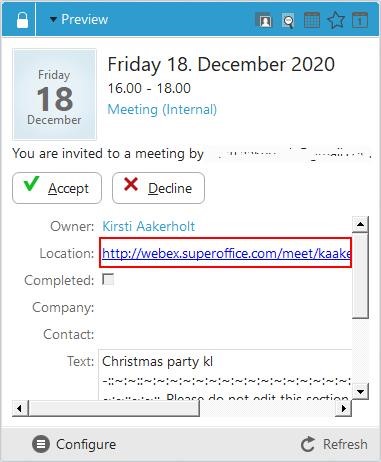 Preview
Friday
18
December
Friday 18. December 2020
16.00 - 18.00
Meeting (Internal)
You are invited to a meeting by
Accept
Decline
Owner: Kirsti Aakerholt
Location: http://webex.superoffice.com/meet/kaake
Completed:
Company:
Contact:
Text: Christmas party kl
-::~:~::~:~:~:~:~:~:~:~:~:~:~:~:~:~:~:~
Please do not edit this section
Configure
Refresh